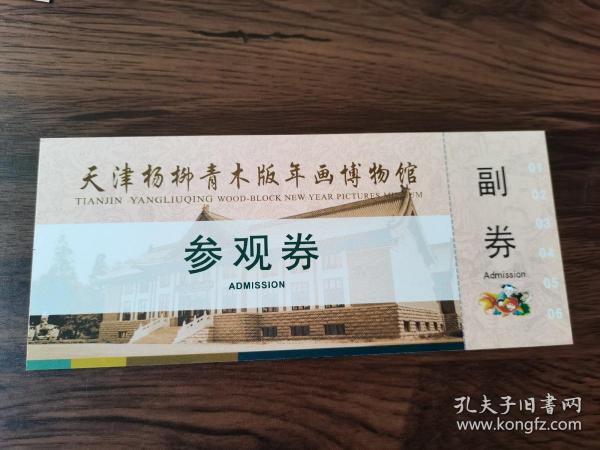 天津杨柳青木版年画博物馆
TIANJIN YANGLIUQING WOOD-BLOCK NEW YEAR PICTURES MUSEUM
参观券
ADMISSION
副
券
Admission
01
02
03
04
05
06
孔夫子旧书网
www.kongfz.com